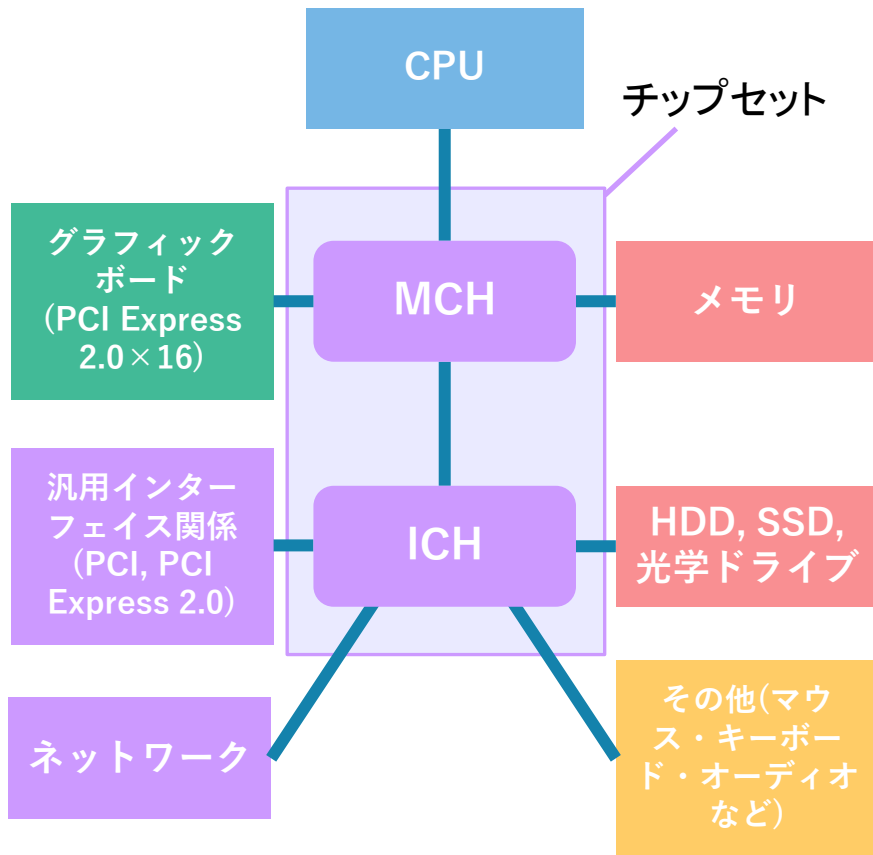 CPU
チップセット
グラフィック
ボード
(PCI Express
2.0×16)
MCH
メモリ
汎用インター
フェイス関係
(PCI, PCI
Express 2.0)
ICH
HDD, SSD,
光学ドライブ
ネットワーク
その他(マウ
ス・キーボー
ド・オーディオ
など)